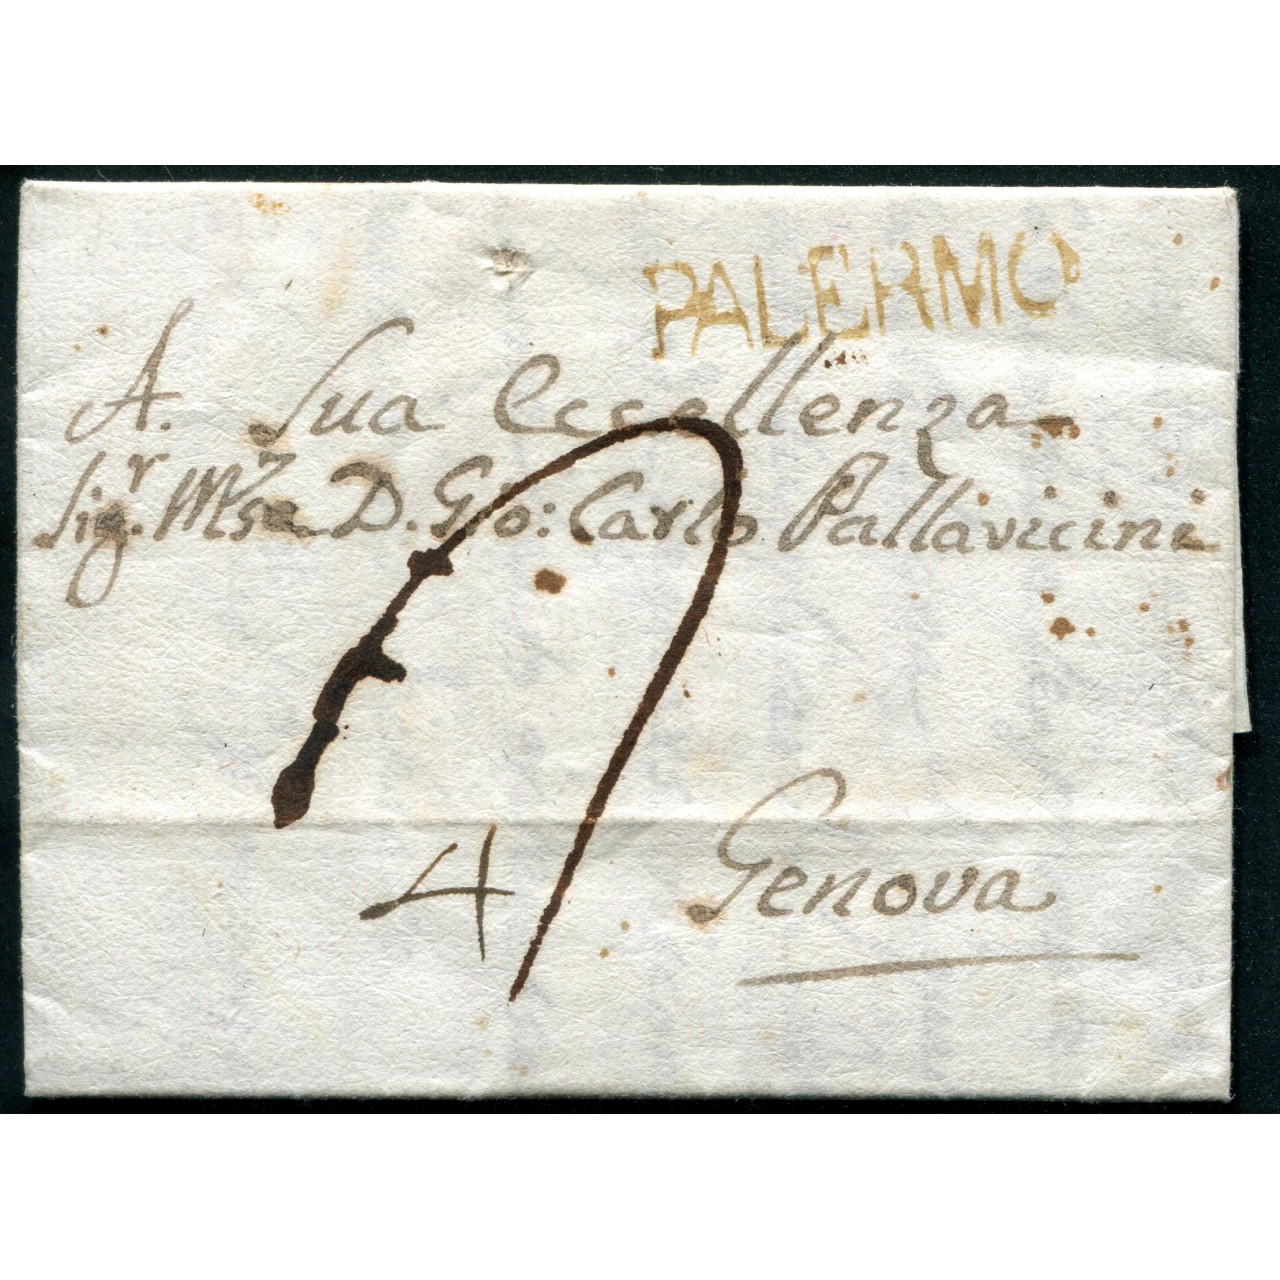 PALERMO
A. Sua Eccellenza
Sig.r M.se D. Gio: Carlo Pallavicini
4
Genova